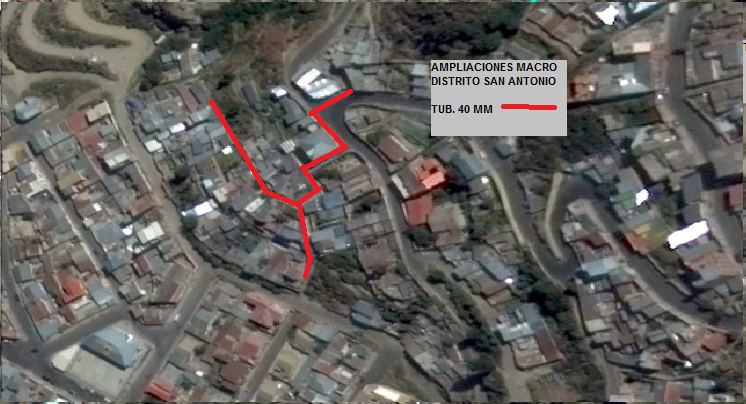 AMPLIACIONES MACRO
DISTRITO SAN ANTONIO
TUB. 40 MM